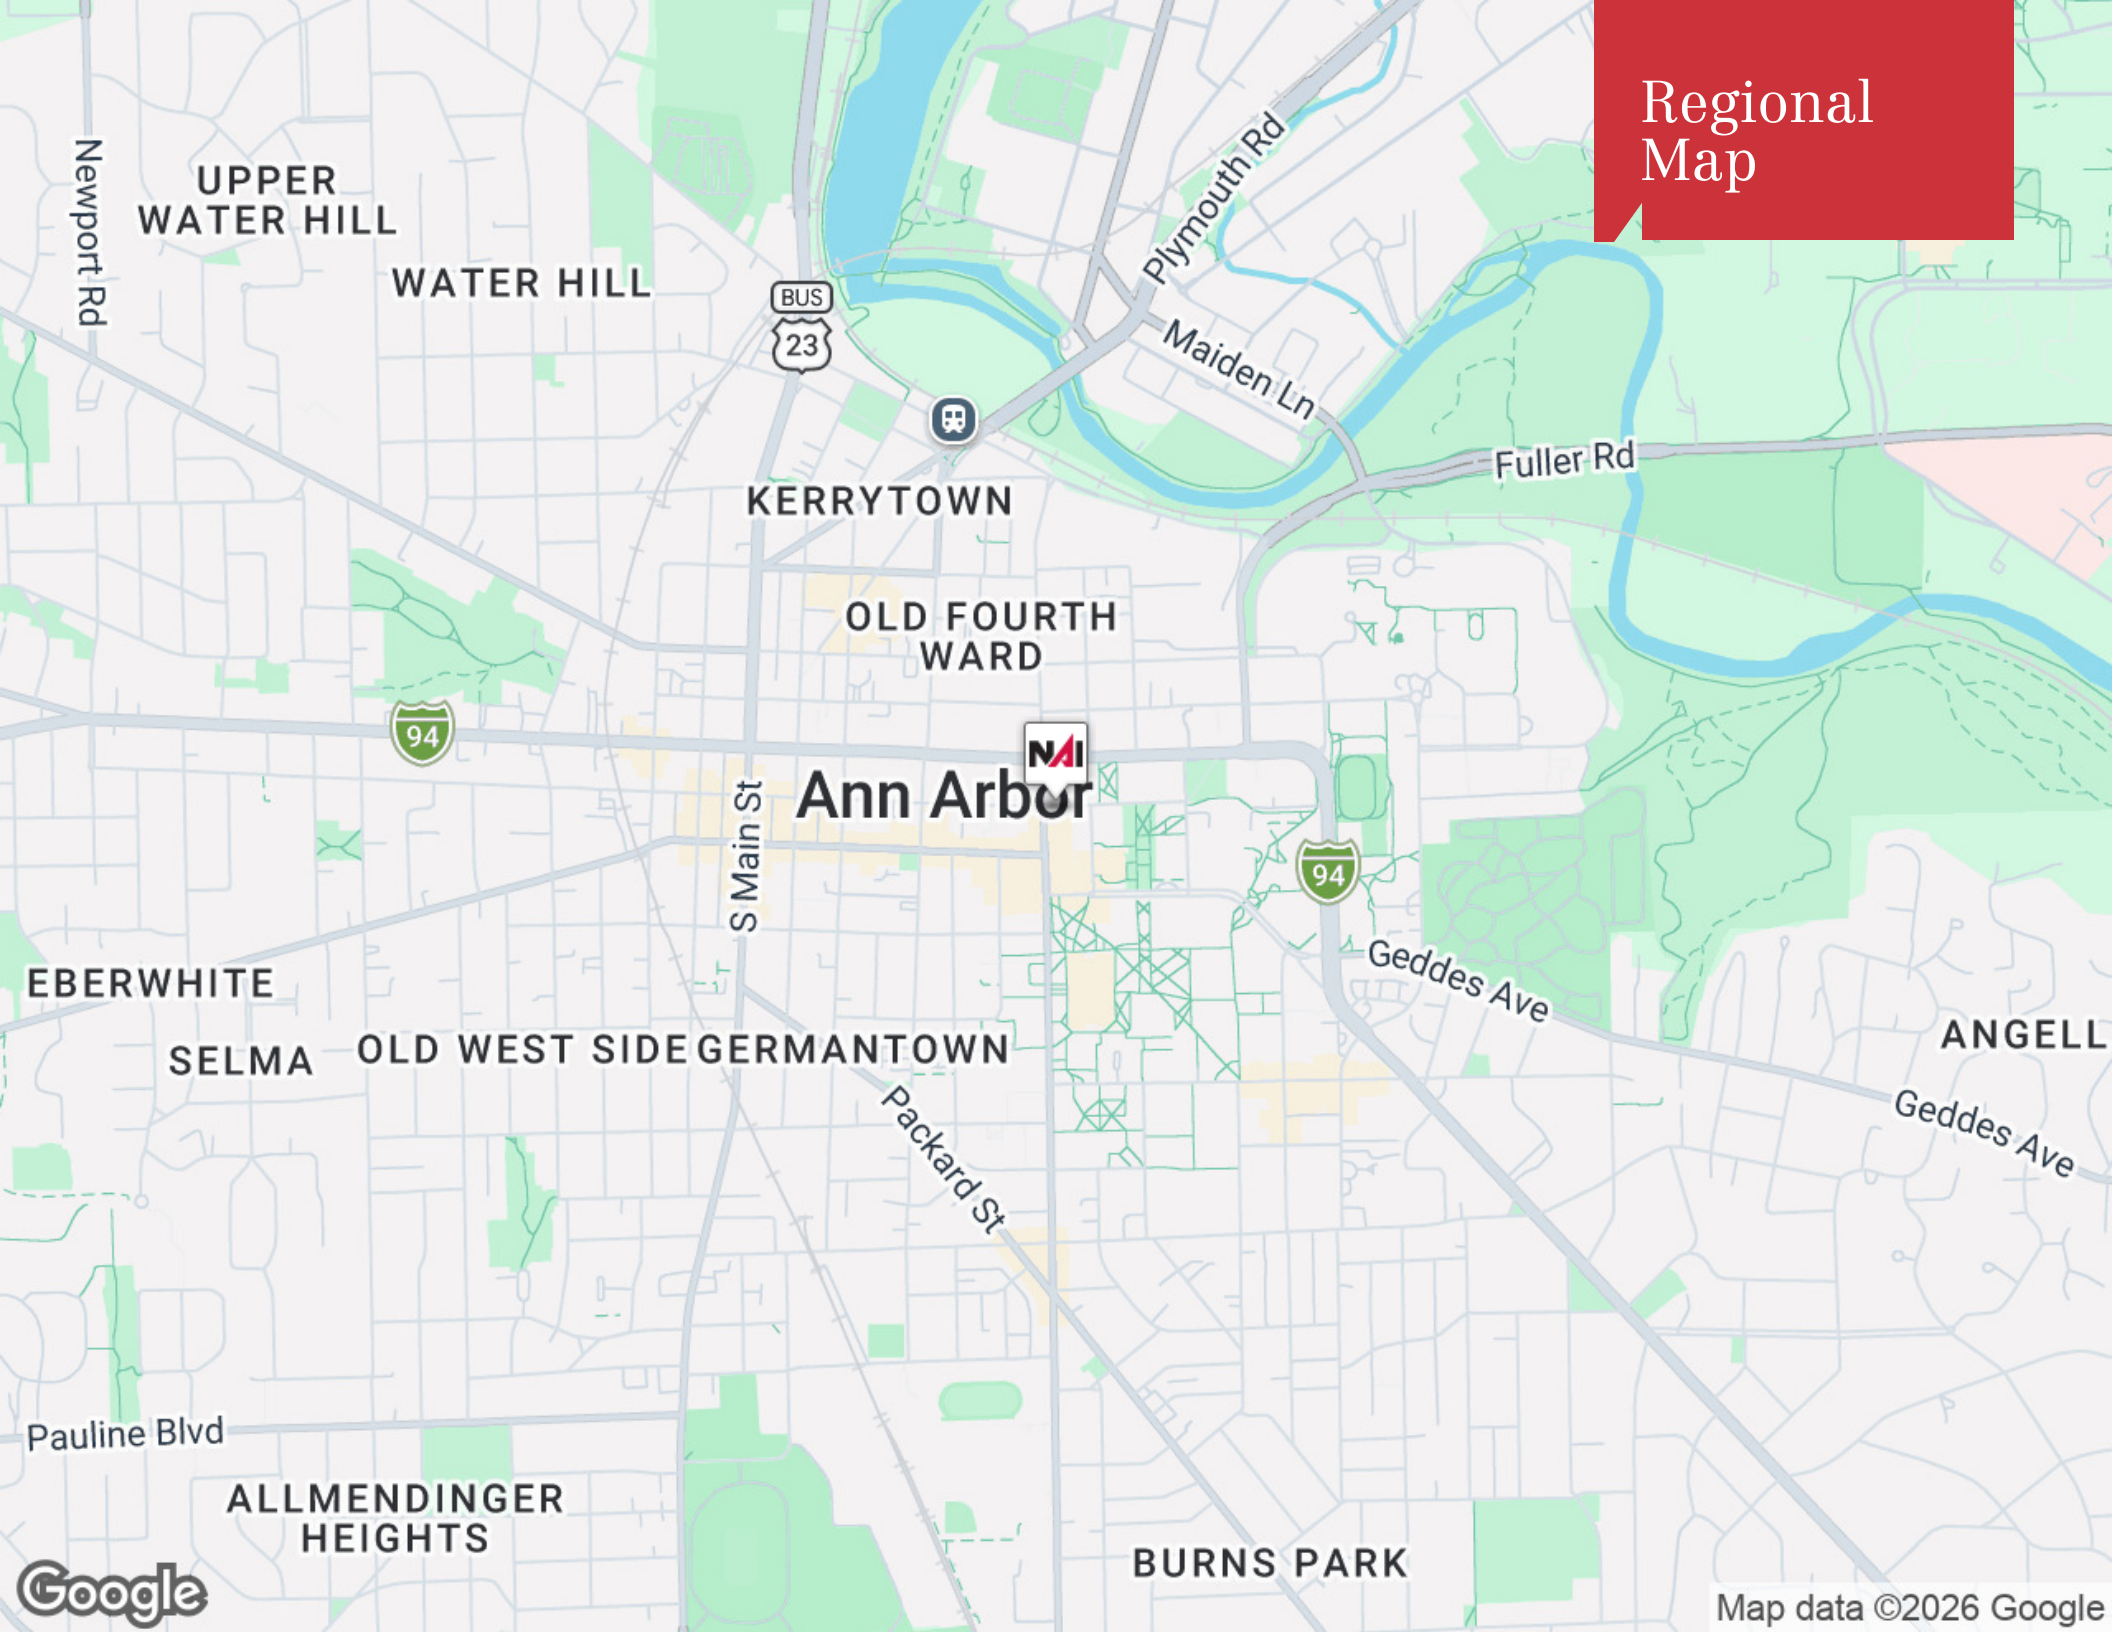 Regional
Map
Newport Rd
UPPER
WATER HILL
WATER HILL
BUS
23
Plymouth Rd
Maiden Ln
Fuller Rd
KERRYTOWN
OLD FOURTH
WARD
94
NAI
Ann Arbor
S Main St
94
Geddes Ave
EBERWHITE
SELMA
OLD WEST SIDE
GERMANTOWN
ANGELL
Geddes Ave
Packard St
Pauline Blvd
ALLMENDINGER
HEIGHTS
BURNS PARK
Google
Map data ©2026 Google